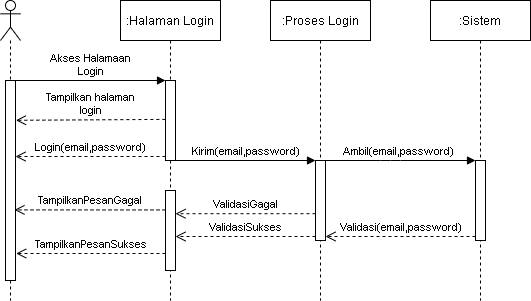 :Halaman Login
:Proses Login
:Sistem
Akses Halamaan
Login
Tampilkan halaman
login
Login(email,password)
Kirim(email,password)
Ambil(email,password)
TampilkanPesanGagal
ValidasiGagal
ValidasiSukses
Validasi(email,password)
TampilkanPesanSukses